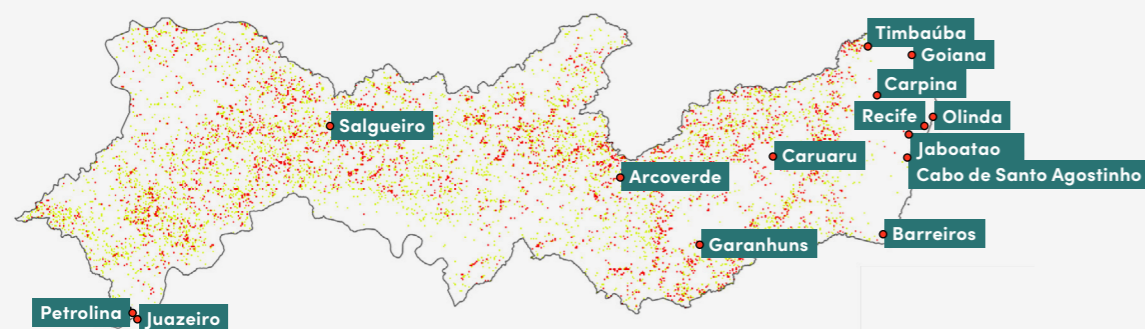 Timbaúba
Goiana
Carpina
Recife
Olinda
Salgueiro
Jaboatao
Caruaru
Cabo de Santo Agostinho
Arcoverde
Barreiros
Garanhuns
Petrolina
Juazeiro